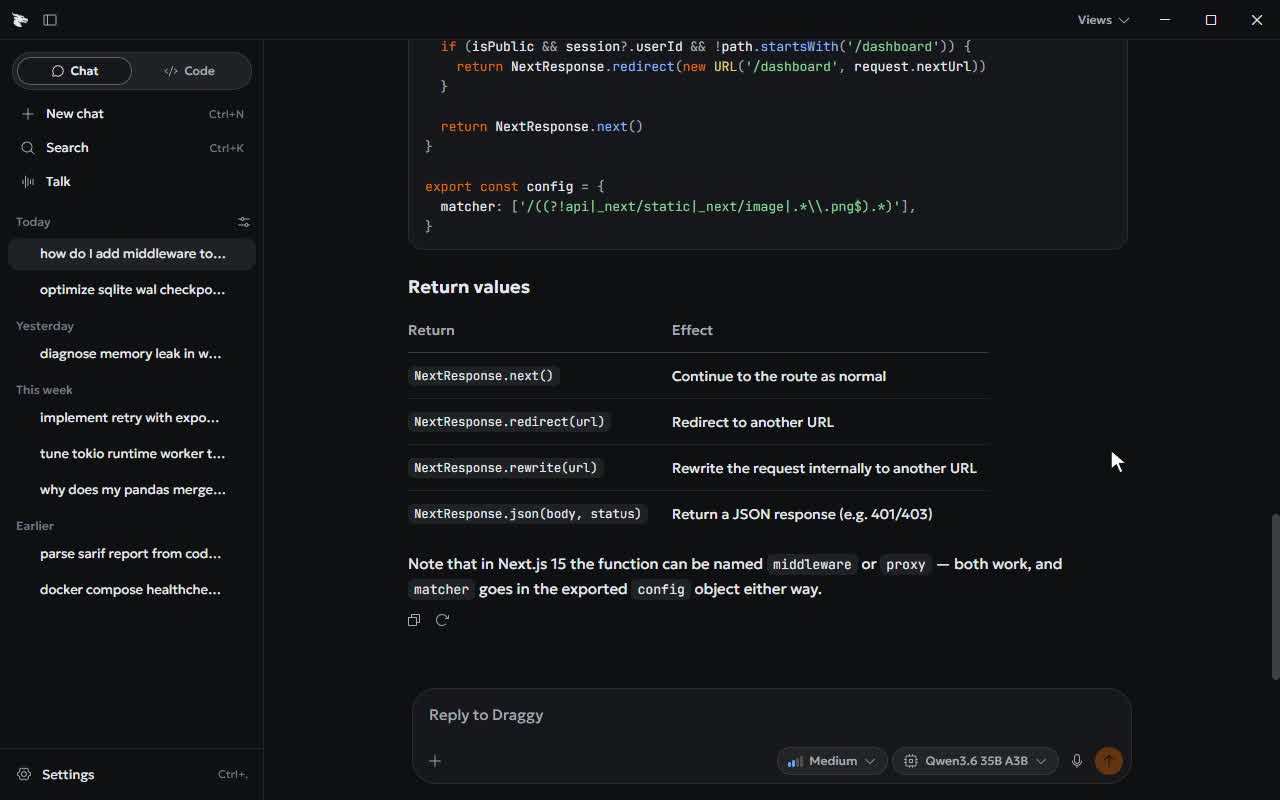 Views
Chat
</> Code
New chat Ctrl+N
Search Ctrl+K
Talk
Today
how do I add middleware to...
optimize sqlite wal checkpo...
Yesterday
diagnose memory leak in w...
This week
implement retry with expo...
tune tokio runtime worker t...
why does my pandas merge...
Earlier
parse sarif report from cod...
docker compose healthche...
Settings Ctrl+,
if (isPublic && session?.userId && !path.startsWith('/dashboard')) {
return NextResponse.redirect(new URL('/dashboard', request.nextUrl))
}
return NextResponse.next()
}
export const config = {
matcher: ['/((?!api|_next/static|_next/image|.*\\.png$).*)'],
}
Return values
Return Effect
NextResponse.next() Continue to the route as normal
NextResponse.redirect(url) Redirect to another URL
NextResponse.rewrite(url) Rewrite the request internally to another URL
NextResponse.json(body, status) Return a JSON response (e.g. 401/403)
Note that in Next.js 15 the function can be named middleware or proxy — both work, and
matcher goes in the exported config object either way.
Reply to Draggy
Medium Qwen3.6 35B A3B